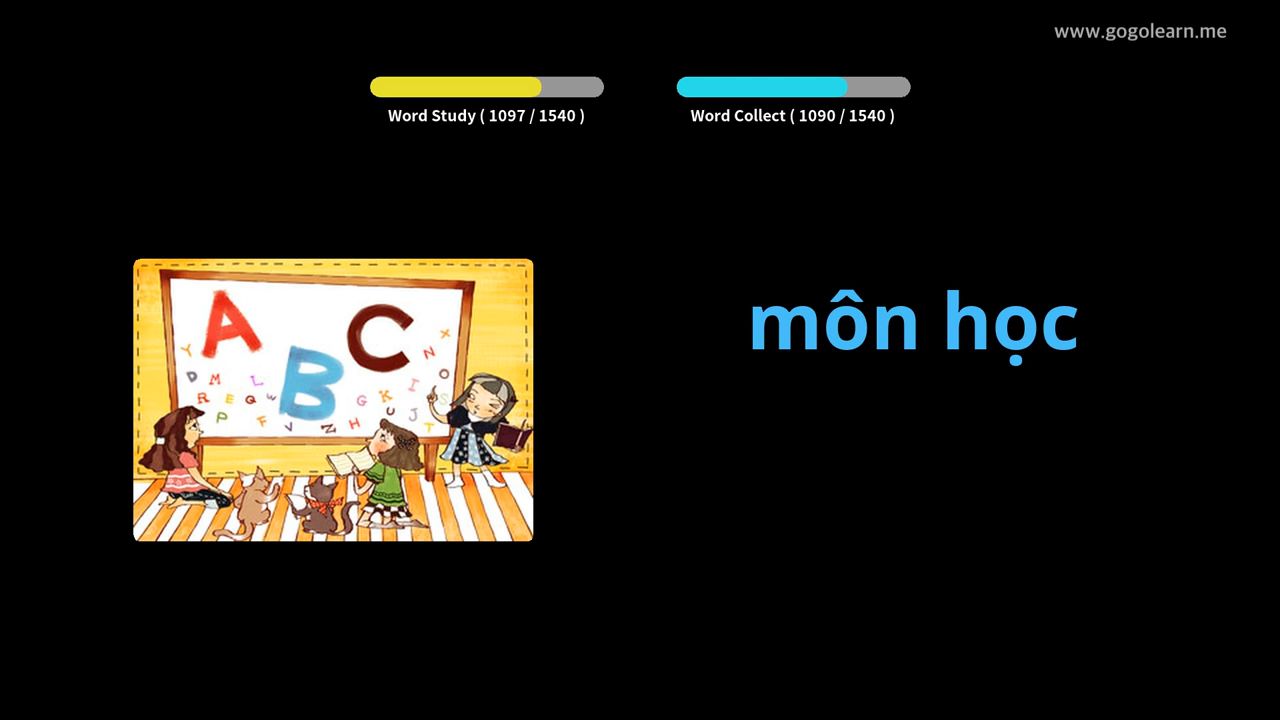 www.gogolearn.me
Word Study ( 1097 / 1540 )
Word Collect ( 1090 / 1540 )
môn học
A
B
C
X
Y
N
D M L I O
R E Q W G K S
P F V Z H U J T